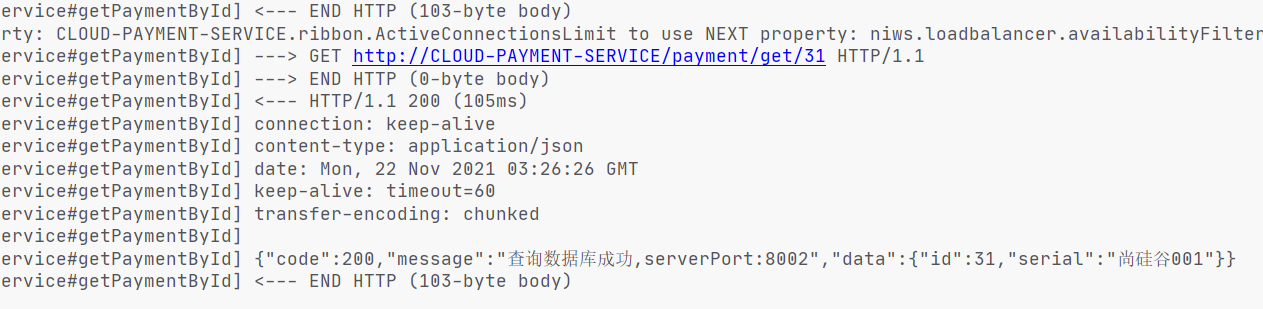 ervice#getPaymentById] <--- END HTTP (103-byte body)
rty: CLOUD-PAYMENT-SERVICE.ribbon.ActiveConnectionsLimit to use NEXT property: niws.loadbalancer.availabilityFilter
ervice#getPaymentById] ---> GET http://CLOUD-PAYMENT-SERVICE/payment/get/31 HTTP/1.1
ervice#getPaymentById] ---> END HTTP (0-byte body)
ervice#getPaymentById] <--- HTTP/1.1 200 (105ms)
ervice#getPaymentById] connection: keep-alive
ervice#getPaymentById] content-type: application/json
ervice#getPaymentById] date: Mon, 22 Nov 2021 03:26:26 GMT
ervice#getPaymentById] keep-alive: timeout=60
ervice#getPaymentById] transfer-encoding: chunked
ervice#getPaymentById]
ervice#getPaymentById] {"code":200,"message":"查询数据库成功,serverPort:8002","data":{"id":31,"serial":"尚硅谷001"}}
ervice#getPaymentById] <--- END HTTP (103-byte body)